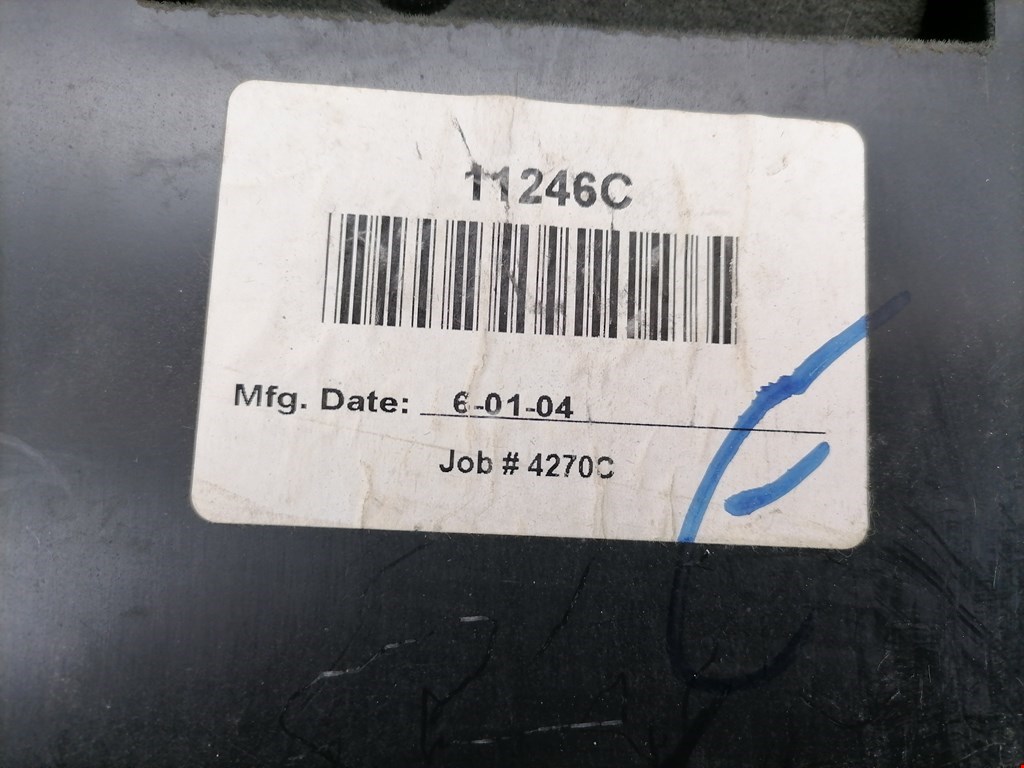 11246C
Mfg. Date: 6-01-04
Job # 4270C